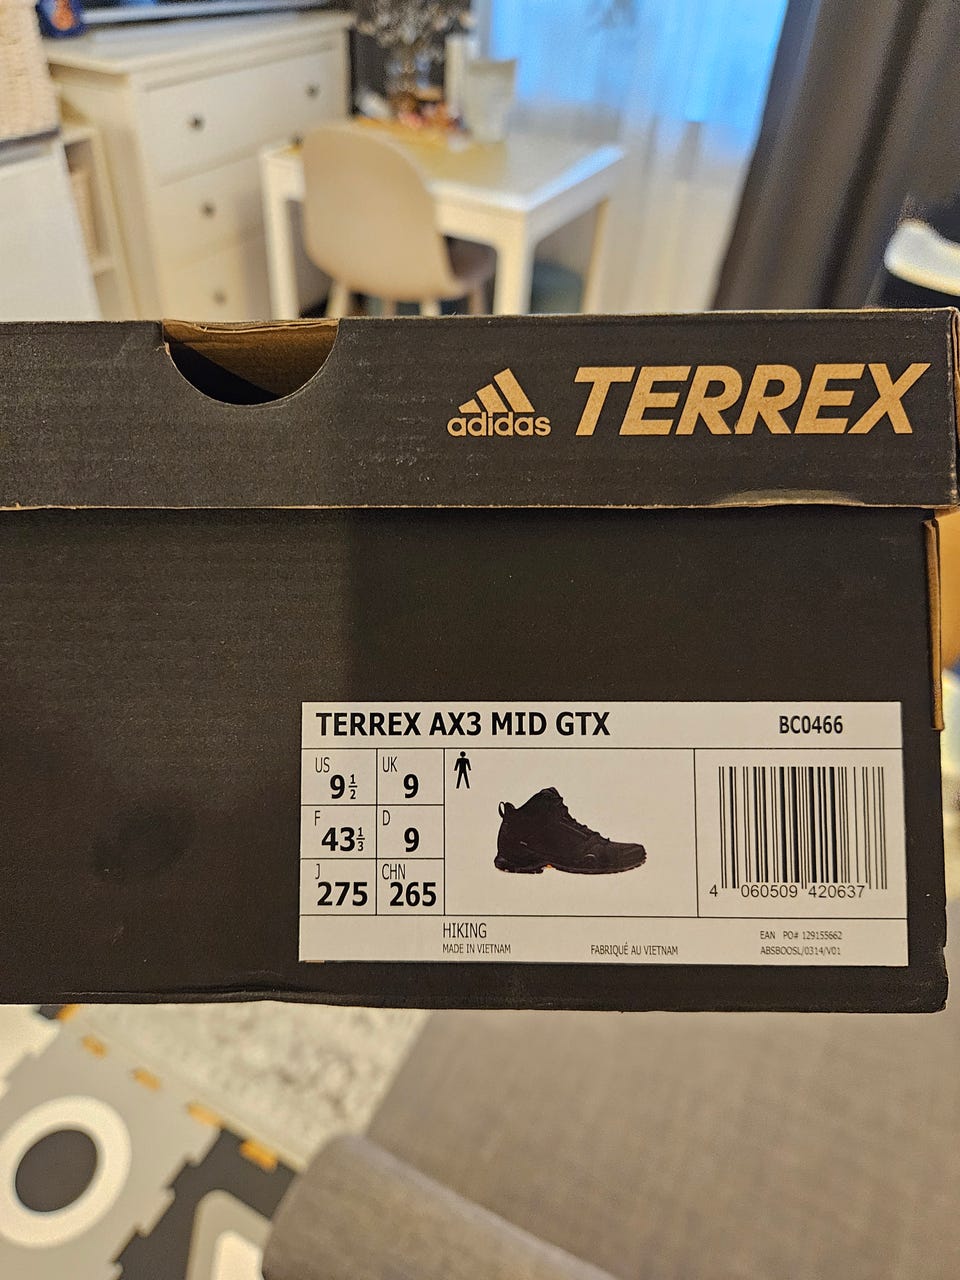 adidas TERREX
TERREX AX3 MID GTX BC0466
US 9½ UK 9
F 43⅓ D 9
J 275 CHN 265
4 060509 420637
HIKING
MADE IN VIETNAM FABRIQUÉ AU VIETNAM
EAN PO# 129155662
ABSBOOSL/0314/V01